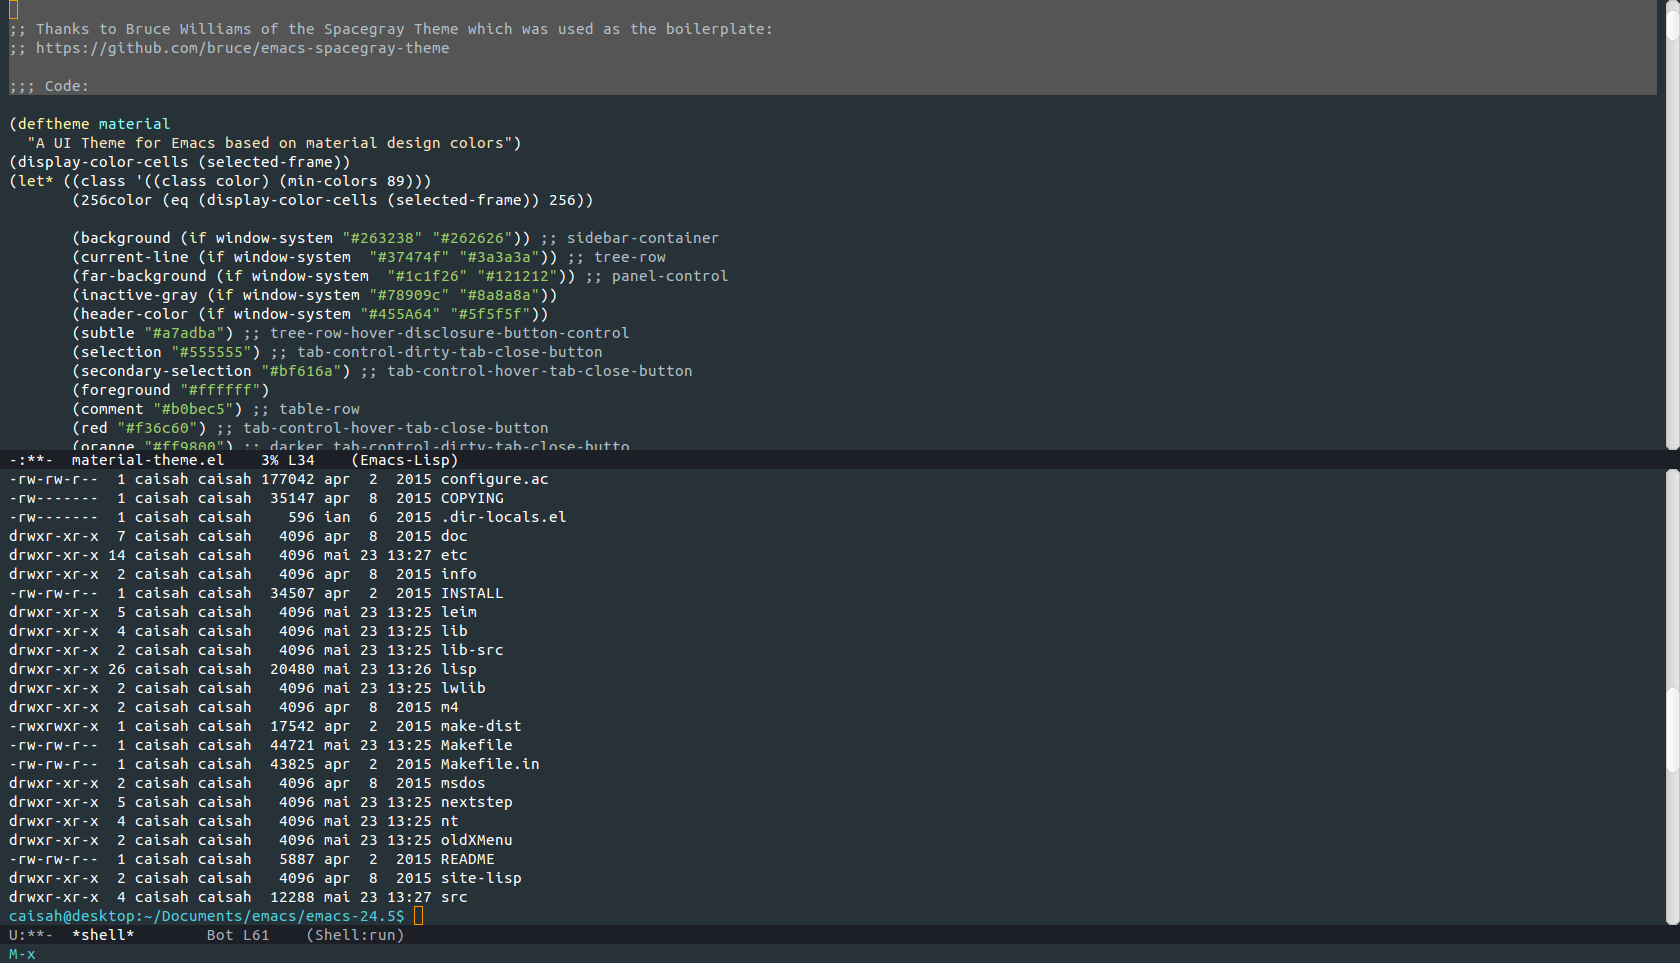 ;; Thanks to Bruce Williams of the Spacegray Theme which was used as the boilerplate:
;; https://github.com/bruce/emacs-spacegray-theme

;;; Code:

(deftheme material
  "A UI Theme for Emacs based on material design colors")
(display-color-cells (selected-frame))
(let* ((class '((class color) (min-colors 89)))
       (256color (eq (display-color-cells (selected-frame)) 256))

       (background (if window-system "#263238" "#262626")) ;; sidebar-container
       (current-line (if window-system  "#37474f" "#3a3a3a")) ;; tree-row
       (far-background (if window-system  "#1c1f26" "#121212")) ;; panel-control
       (inactive-gray (if window-system "#78909c" "#8a8a8a"))
       (header-color (if window-system "#455A64" "#5f5f5f"))
       (subtle "#a7adba") ;; tree-row-hover-disclosure-button-control
       (selection "#555555") ;; tab-control-dirty-tab-close-button
       (secondary-selection "#bf616a") ;; tab-control-hover-tab-close-button
       (foreground "#ffffff")
       (comment "#b0bec5") ;; table-row
       (red "#f36c60") ;; tab-control-hover-tab-close-button
       (orange "#ff9800") ;; darker tab-control-dirty-tab-close-butto
-:**-  material-theme.el    3% L34    (Emacs-Lisp)
-rw-rw-r--  1 caisah caisah 177042 apr  2  2015 configure.ac
-rw-------  1 caisah caisah  35147 apr  8  2015 COPYING
-rw-------  1 caisah caisah    596 ian  6  2015 .dir-locals.el
drwxr-xr-x  7 caisah caisah   4096 apr  8  2015 doc
drwxr-xr-x 14 caisah caisah   4096 mai 23 13:27 etc
drwxr-xr-x  2 caisah caisah   4096 apr  8  2015 info
-rw-rw-r--  1 caisah caisah  34507 apr  2  2015 INSTALL
drwxr-xr-x  5 caisah caisah   4096 mai 23 13:25 leim
drwxr-xr-x  4 caisah caisah   4096 mai 23 13:25 lib
drwxr-xr-x  2 caisah caisah   4096 mai 23 13:25 lib-src
drwxr-xr-x 26 caisah caisah  20480 mai 23 13:26 lisp
drwxr-xr-x  2 caisah caisah   4096 mai 23 13:25 lwlib
drwxr-xr-x  2 caisah caisah   4096 apr  8  2015 m4
-rwxrwxr-x  1 caisah caisah  17542 apr  2  2015 make-dist
-rw-rw-r--  1 caisah caisah  44721 mai 23 13:25 Makefile
-rw-rw-r--  1 caisah caisah  43825 apr  2  2015 Makefile.in
drwxr-xr-x  2 caisah caisah   4096 apr  8  2015 msdos
drwxr-xr-x  5 caisah caisah   4096 mai 23 13:25 nextstep
drwxr-xr-x  4 caisah caisah   4096 mai 23 13:25 nt
drwxr-xr-x  2 caisah caisah   4096 mai 23 13:25 oldXMenu
-rw-rw-r--  1 caisah caisah   5887 apr  2  2015 README
drwxr-xr-x  2 caisah caisah   4096 apr  8  2015 site-lisp
drwxr-xr-x  4 caisah caisah  12288 mai 23 13:27 src
caisah@desktop:~/Documents/emacs/emacs-24.5$
U:**-  *shell*        Bot L61    (Shell:run)
M-x